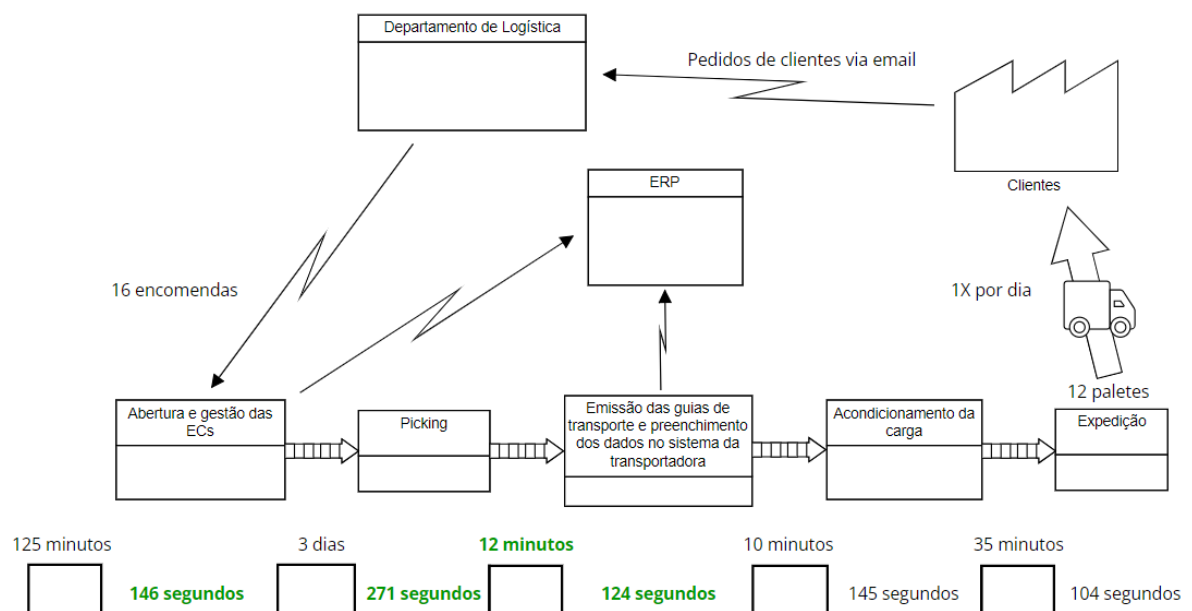 Departamento de Logística
Pedidos de clientes via email
Clientes
ERP
16 encomendas
1X por dia
12 paletes
Abertura e gestão das
ECs
Picking
Emissão das guias de
transporte e preenchimento
dos dados no sistema da
transportadora
Acondicionamento da
carga
Expedição
125 minutos
3 dias
12 minutos
10 minutos
35 minutos
146 segundos
271 segundos
124 segundos
145 segundos
104 segundos